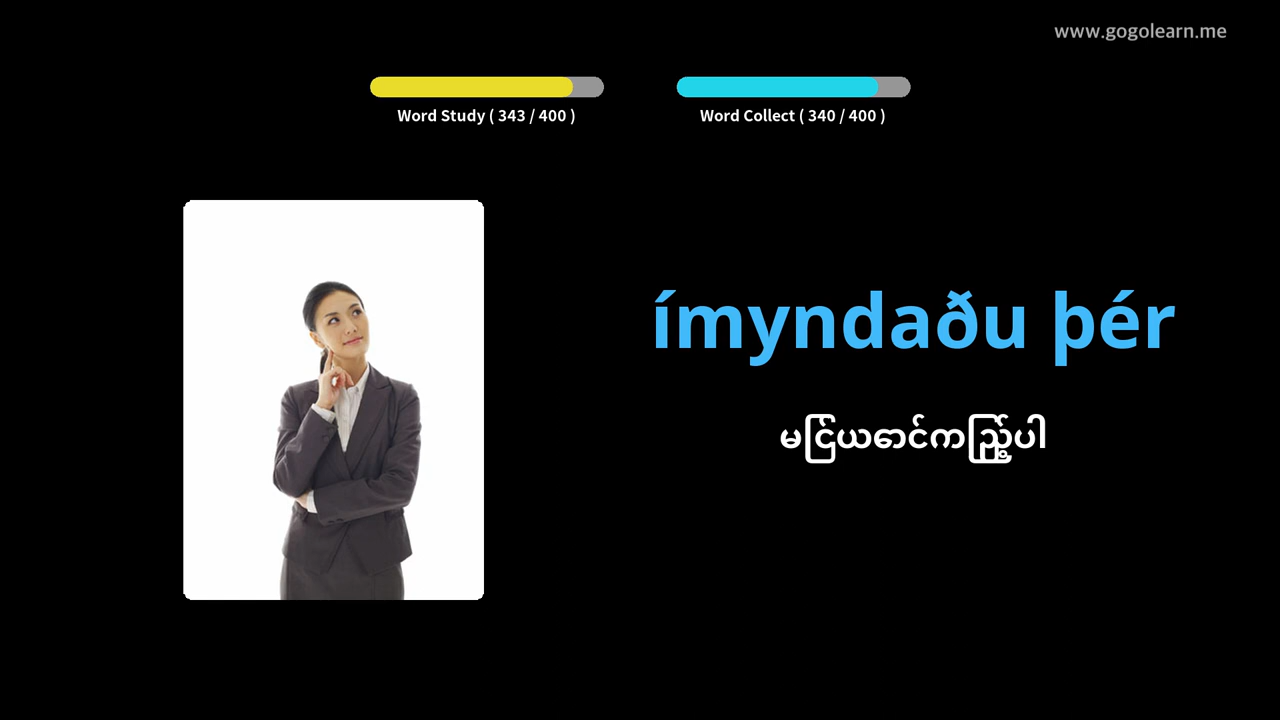 www.gogolearn.me
Word Study ( 343 / 400 )
Word Collect ( 340 / 400 )
ímyndaðu þér
မြင်ယောင်ကြည့်ပါ